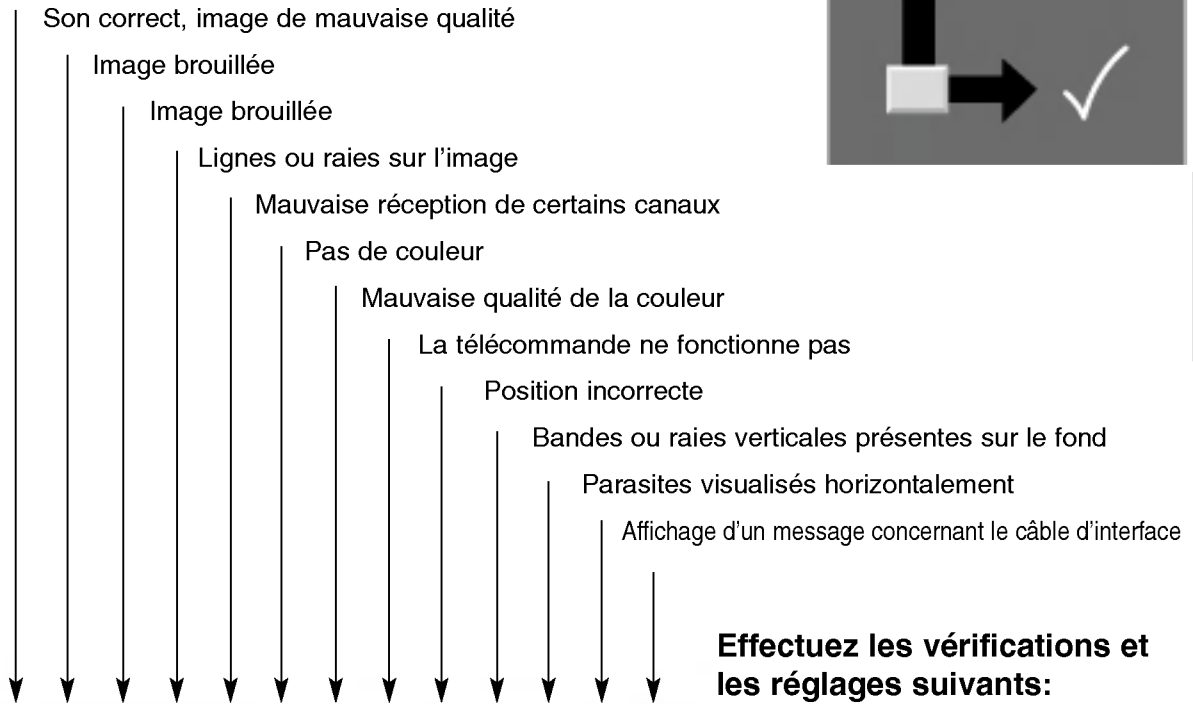 Son correct, image de mauvaise qualité
Image brouillée
Image brouillée
Lignes ou raies sur l'image
Mauvaise réception de certains canaux
Pas de couleur
Mauvaise qualité de la couleur
La télécommande ne fonctionne pas
Position incorrecte
Bandes ou raies verticales présentes sur le fond
Parasites visualisés horizontalement
Affichage d'un message concernant le câble d'interface
Effectuez les vérifications et
les réglages suivants: